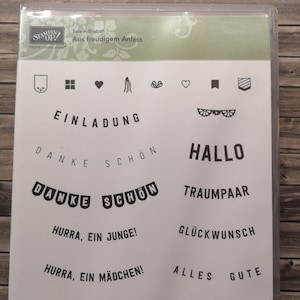 STAMPIN' UP!
Aus freudigem Anlass
EINLADUNG
DANKE SCHÖN
HALLO
DANKE SCHÖN
TRAUMPAAR
HURRA, EIN JUNGE!
GLÜCKWUNSCH
HURRA, EIN MÄDCHEN!
ALLES GUTE